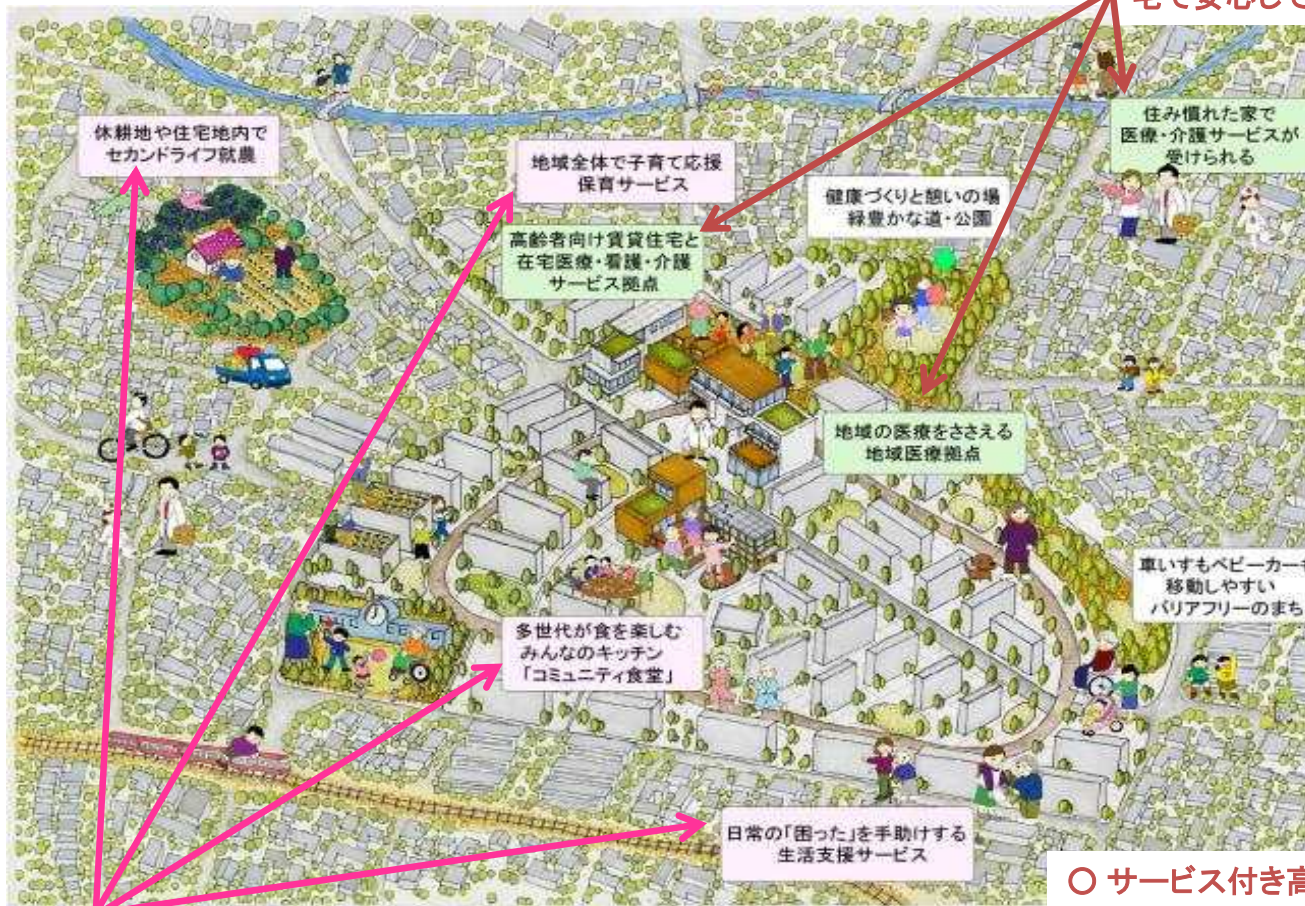 宅で安心して
住み慣れた家で
医療・介護サービスが
受けられる
休耕地や住宅地内で
セカンドライフ就農
地域全体で子育て応援
保育サービス
健康づくりと憩いの場
緑豊かな道・公園
高齢者向け賃貸住宅と
在宅医療・看護・介護
サービス拠点
地域の医療をささえる
地域医療拠点
車いすもベビーカーも
移動しやすい
バリアフリーのまち
多世代が食を楽しむ
みんなのキッチン
「コミュニティ食堂」
日常の「困った」を手助けする
生活支援サービス
○ サービス付き高